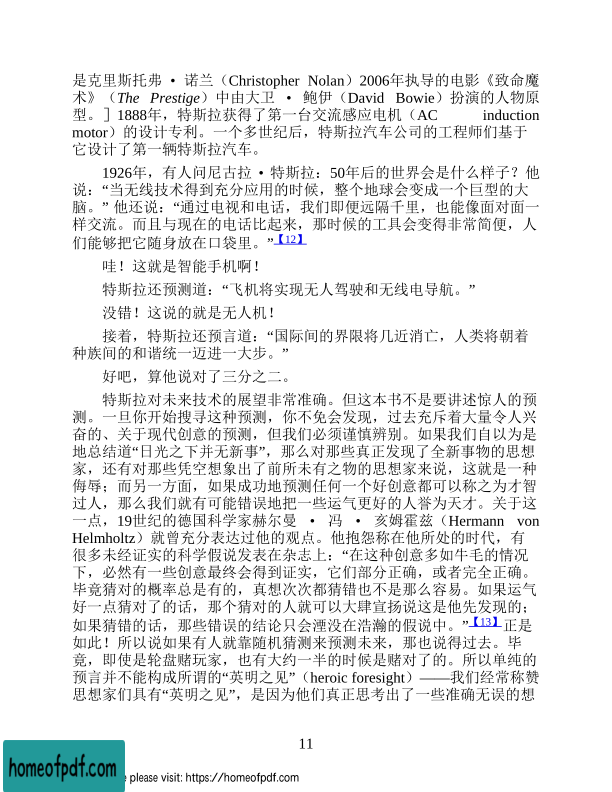 是克里斯托弗 • 诺兰（Christopher Nolan）2006年执导的电影《致命魔
术》（The Prestige）中由大卫 • 鲍伊（David Bowie）扮演的人物原
型。］1888年，特斯拉获得了第一台交流感应电机（AC induction
motor）的设计专利。一个多世纪后，特斯拉汽车公司的工程师们基于
它设计了第一辆特斯拉汽车。
1926年，有人问尼古拉 • 特斯拉：50年后的世界会是什么样子？他
说：“当无线技术得到充分应用的时候，整个地球会变成一个巨型的大
脑。” 他还说：“通过电视和电话，我们即便远隔千里，也能像面对面一
样交流。而且与现在的电话比起来，那时候的工具会变得非常简便，人
们能够把它随身放在口袋里。”【12】
哇！这就是智能手机啊！
特斯拉还预测道：“飞机将实现无人驾驶和无线电导航。”
没错！这说的就是无人机！
接着，特斯拉还预言道：“国际间的界限将几近消亡，人类将朝着
种族间的和谐统一迈进一大步。”
好吧，算他说对了三分之二。
特斯拉对未来技术的展望非常准确。但这本书不是要讲述惊人的预
测。一旦你开始搜寻这种预测，你不免会发现，过去充斥着大量令人兴
奋的、关于现代创意的预测，但我们必须谨慎辨别。如果我们自以为是
地总结道“日光之下并无新事”，那么对那些真正发现了全新事物的思想
家，还有对那些凭空想象出了前所未有之物的思想家来说，这就是一种
侮辱；而另一方面，如果成功地预测任何一个好创意都可以称之为才智
过人，那么我们就有可能错误地把一些运气更好的人誉为天才。关于这
一点，19世纪的德国科学家赫尔曼 • 冯 • 亥姆霍兹（Hermann von
Helmholtz）就曾充分表达过他的观点。他抱怨称在他所处的时代，有
很多未经证实的科学假说发表在杂志上：“在这种创意多如牛毛的情况
下，必然有一些创意最终会得到证实，它们部分正确，或者完全正确。
毕竟猜对的概率总是有的，真想次次都猜错也不是那么容易。如果运气
好一点猜对了的话，那个猜对的人就可以大肆宣扬说这是他先发现的；
如果猜错的话，那些错误的结论只会湮没在浩瀚的假说中。”【13】正是
如此！所以说如果有人就靠随机猜测来预测未来，那也说得过去。毕
竟，即使是轮盘赌玩家，也有大约一半的时候是赌对了的。所以单纯的
预言并不能构成所谓的“英明之见”（heroic foresight）——我们经常称赞
思想家们具有“英明之见”，是因为他们真正思考出了一些准确无误的想
11
homeofpdf.com
please visit: https://homeofpdf.com